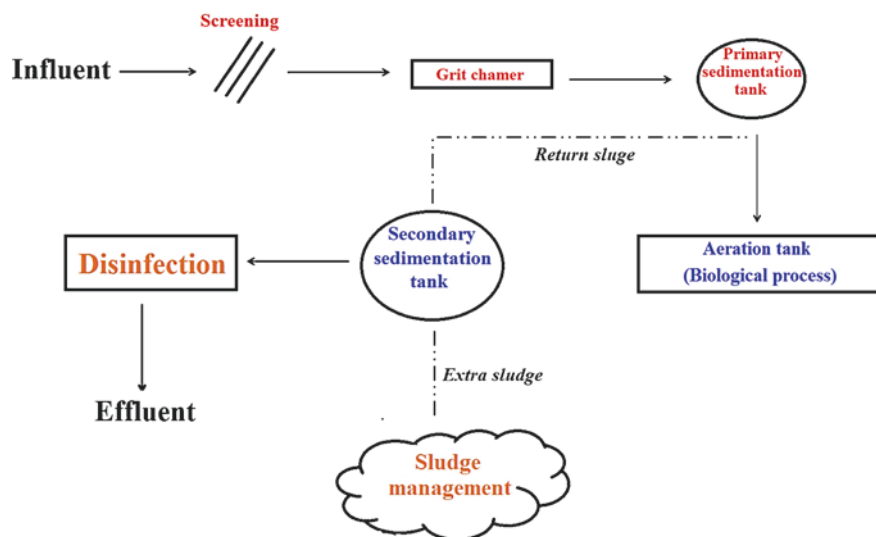 Screening
Influent
Grit chamer
Primary
sedimentation
tank
Return sluge
Secondary
sedimentation
tank
Aeration tank
(Biological process)
Disinfection
Extra sludge
Effluent
Sludge
management